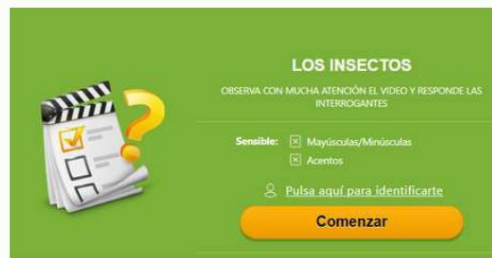 LOS INSECTOS
OBSERVA CON MUCHA ATENCIÓN EL VIDEO Y RESPONDE LAS
INTERROGANTES
Sensible: Mayúsculas/Minúsculas
Acentos
Pulsa aquí para identificarte
Comenzar